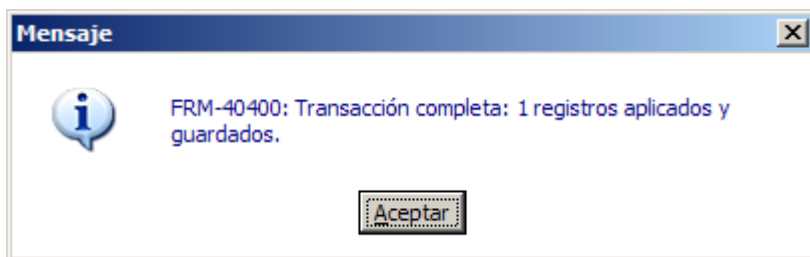 Mensaje
FRM-40400: Transacción completa: 1 registros aplicados y
guardados.
Aceptar